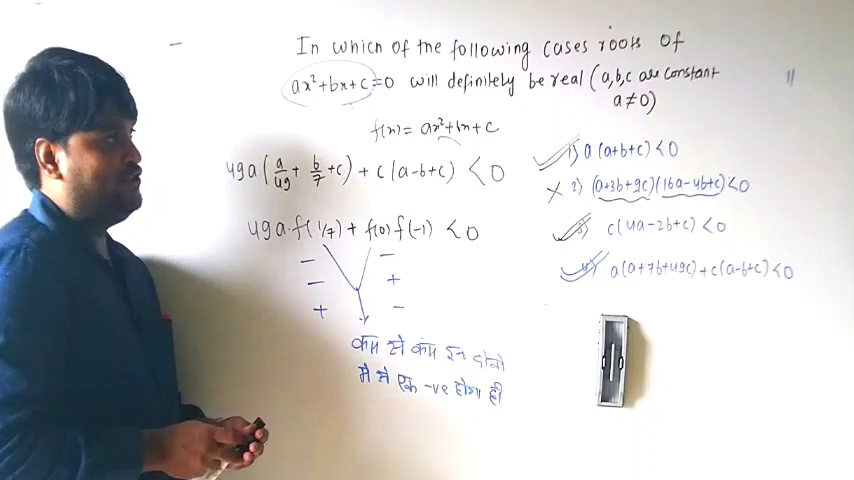 In which of the following cases roots of
ax²+bx+c=0 will definitely be real (a,b,c are constant
a≠0)
f(x) = ax²+bx+c
49a(a/49 + b/7 + c) + c(a-b+c) < 0
49a.f(1/7) + f(0) f(-1) < 0
- -
- +
+ -
कम से कम इन दोनो
मै से एक -ve होगा ही
1) a(a+b+c) < 0
2) (a+3b+9c)(16a-4b+c) < 0
3) c(4a-2b+c) < 0
4) a(a+7b+49c) + c(a-b+c) < 0